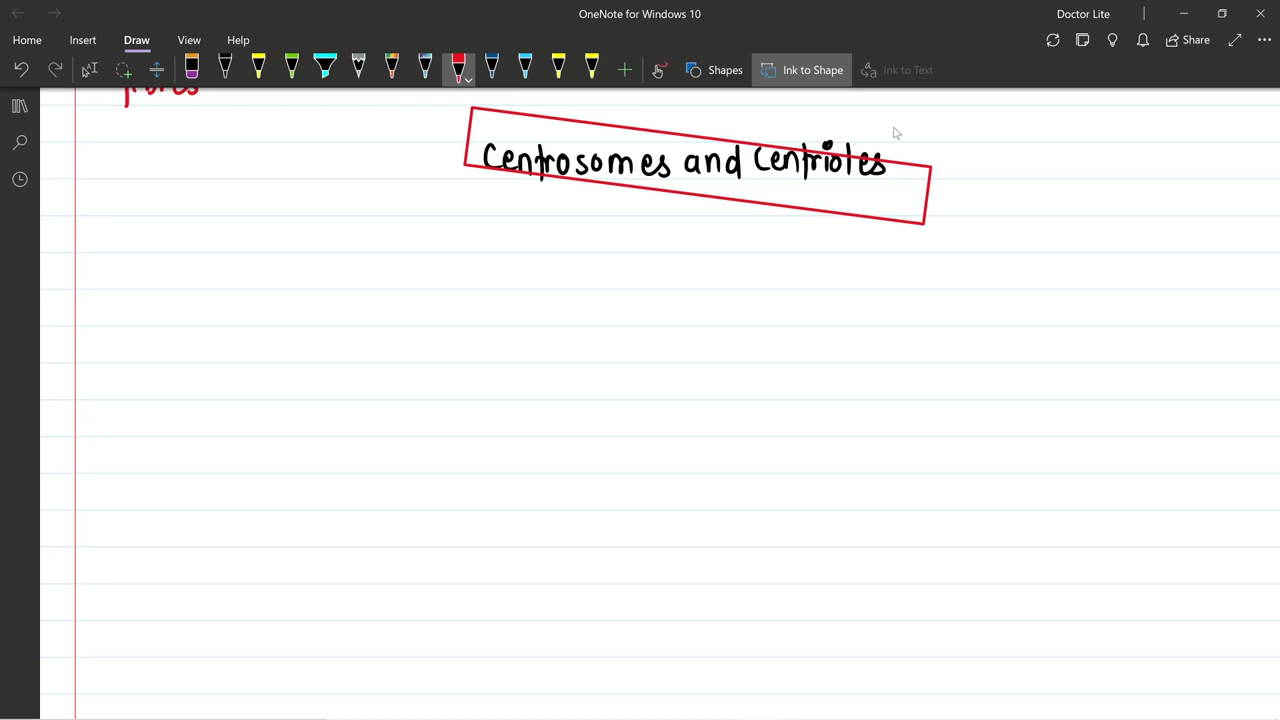 OneNote for Windows 10
Doctor Lite
Home Insert Draw View Help
Share
Shapes Ink to Shape Ink to Text
fibres
Centrosomes and Centrioles